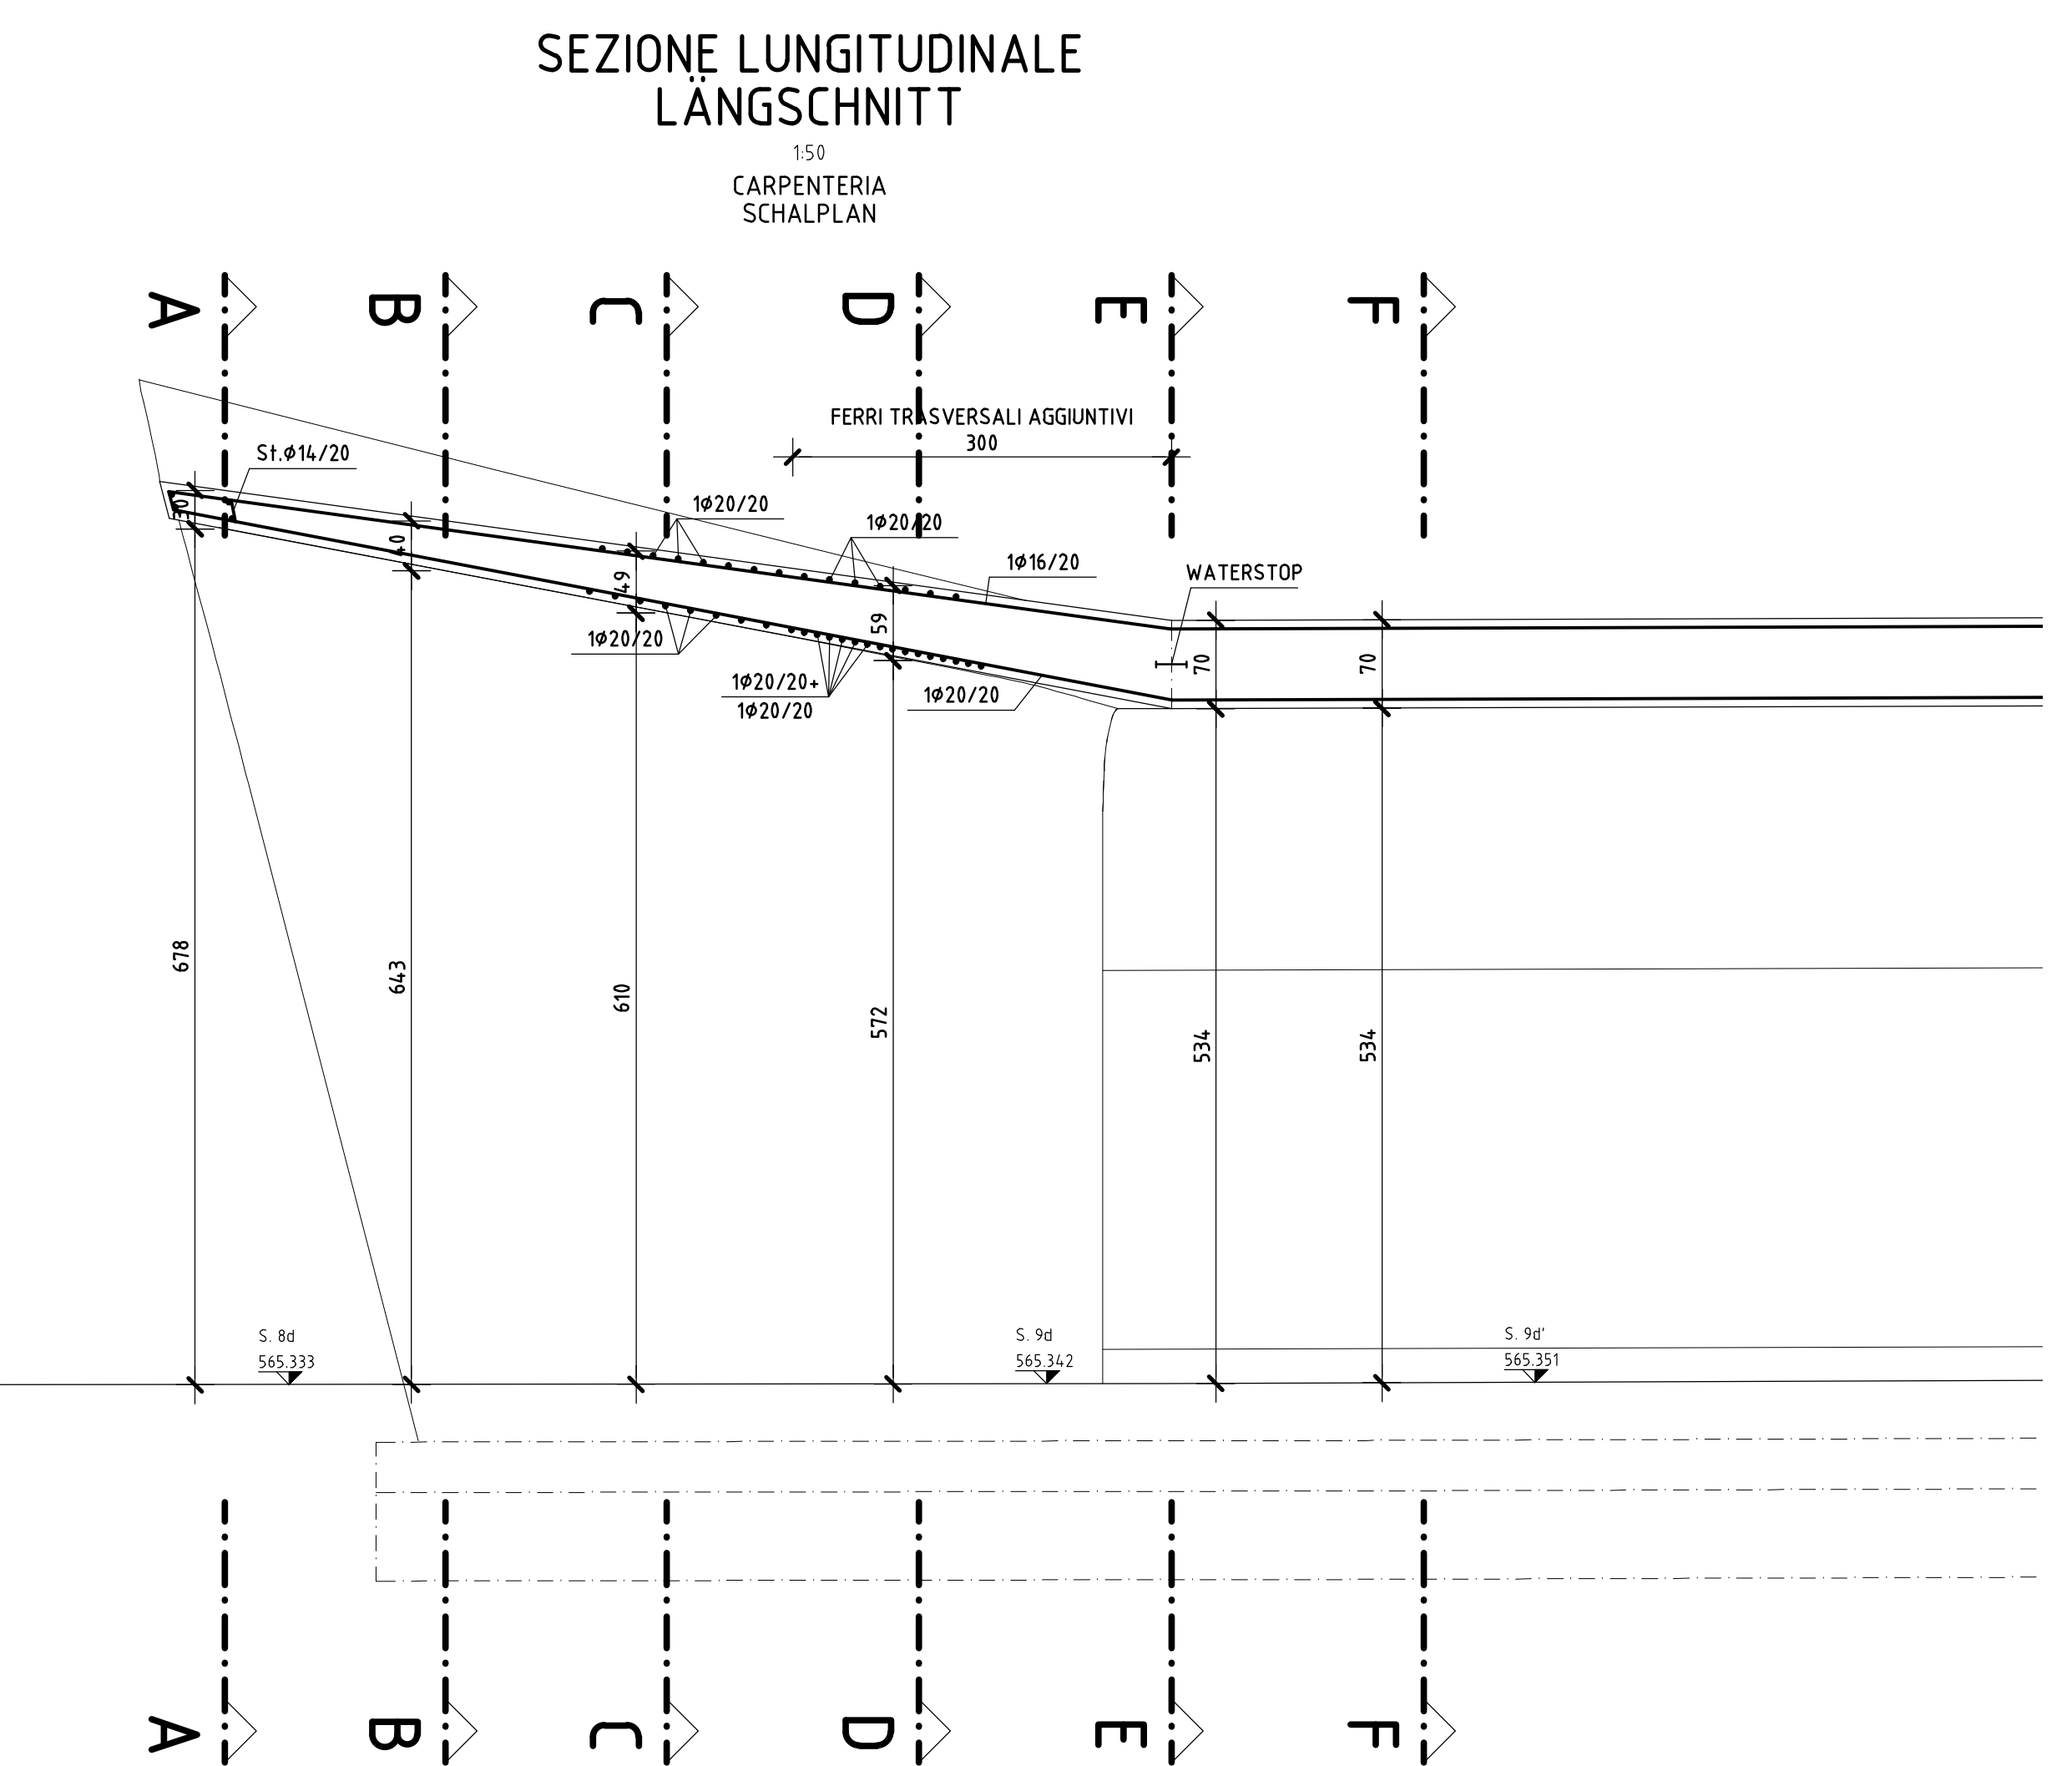 SEZIONE LUNGITUDINALE
LÄNGSCHNITT
1:50
CARPENTERIA
SCHALPLAN
A
B
C
D
E
F
FERRI TRASVERSALI AGGIUNTIVI
300
St.Ø14/20
1Ø20/20
1Ø20/20
1Ø16/20
WATERSTOP
30
40
49
59
70
70
1Ø20/20
1Ø20/20+
1Ø20/20
1Ø20/20
678
643
610
572
534
534
S. 8d
565.333
S. 9d
565.342
S. 9d'
565.351
A
B
C
D
E
F